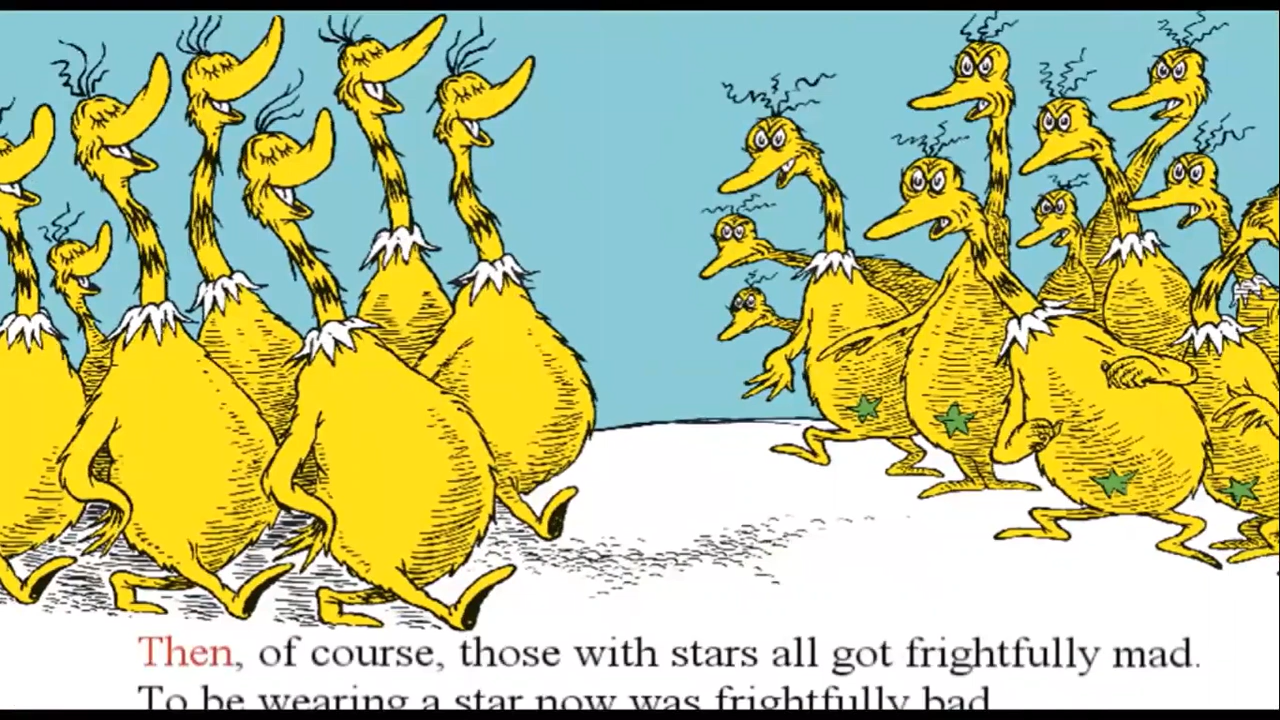 Then, of course, those with stars all got frightfully mad.
To be wearing a star now was frightfully bad.